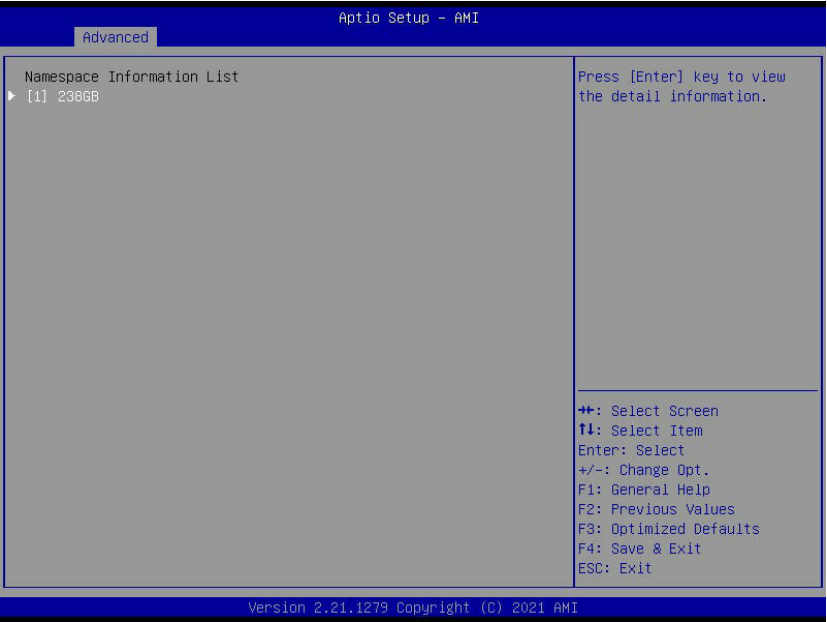 Aptio Setup – AMI
Advanced
Namespace Information List
[1] 238GB
Press [Enter] key to view
the detail information.
→←: Select Screen
↑↓: Select Item
Enter: Select
+/-: Change Opt.
F1: General Help
F2: Previous Values
F3: Optimized Defaults
F4: Save & Exit
ESC: Exit
Version 2.21.1279 Copyright (C) 2021 AMI